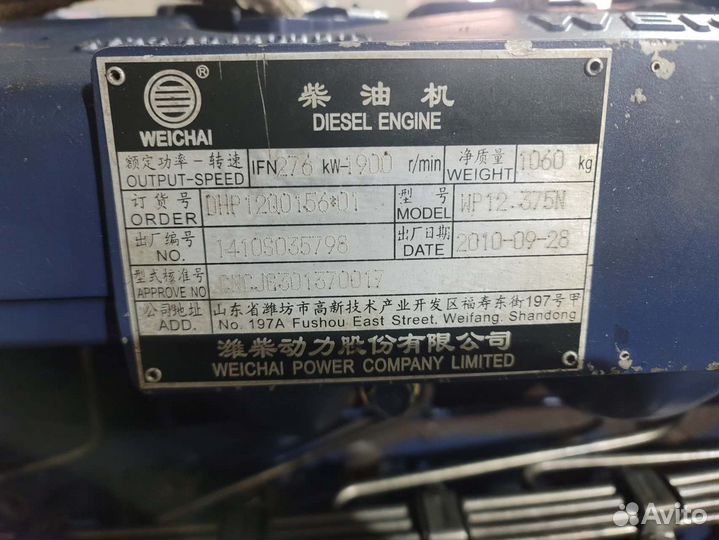 WEICHAI
®
柴油机
DIESEL ENGINE
额定功率－转速 IFN 276 kW-1900 r/min 净质量 1060 kg
OUTPUT-SPEED WEIGHT
订货号 DHP12Q0156*01 型号 WP12.375N
ORDER MODEL
出厂编号 1410S035798 出厂日期 2010-09-28
NO. DATE
型式核准号
APPROVE NO
公司地址 山东省潍坊市高新技术产业开发区福寿东街197号甲
ADD. No. 197A Fushou East Street, Weifang. Shandong
潍柴动力股份有限公司
WEICHAI POWER COMPANY LIMITED
Avito